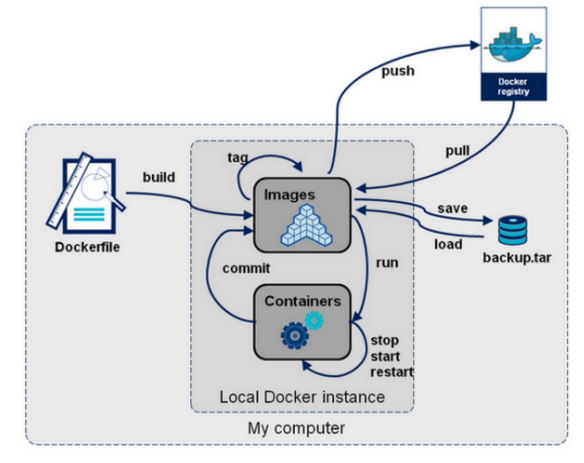 push
Docker
registry
pull
tag
build
Images
save
Dockerfile
load
backup.tar
commit
run
Containers
stop
start
restart
Local Docker instance
My computer